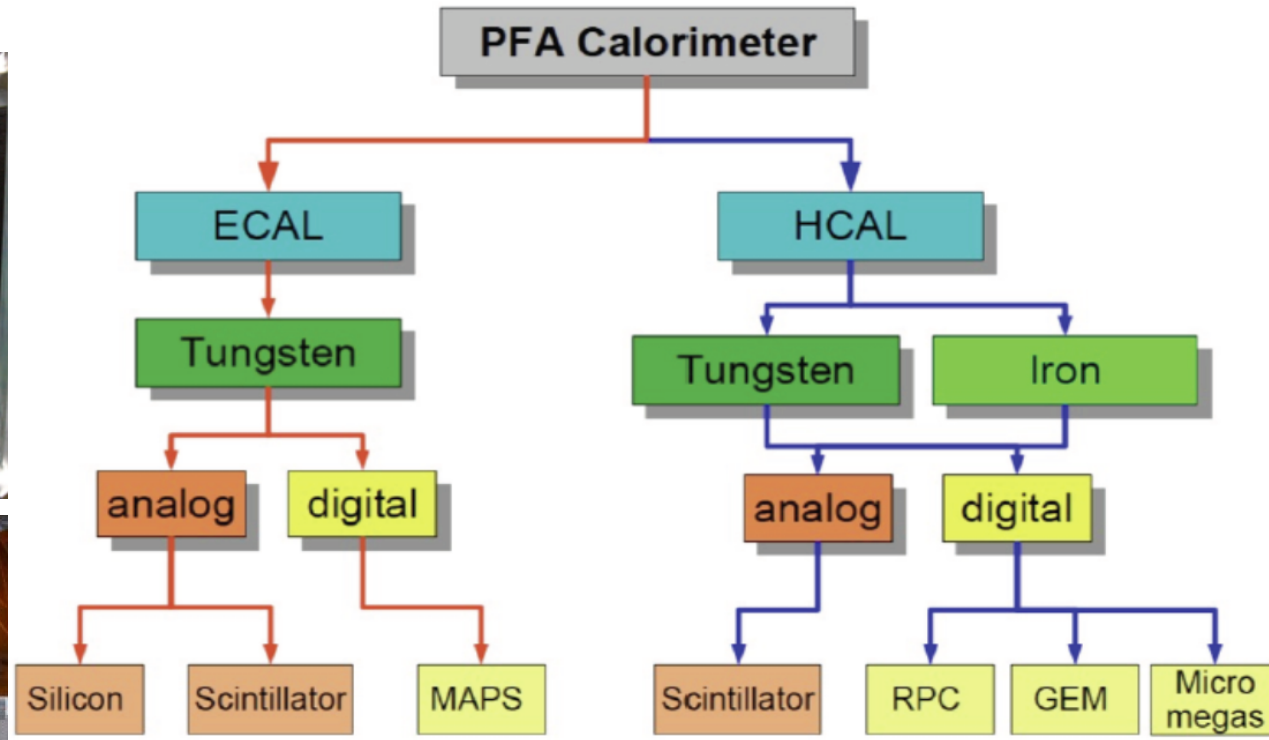 PFA Calorimeter
ECAL
HCAL
Tungsten
Tungsten
Iron
analog
digital
analog
digital
Silicon
Scintillator
MAPS
Scintillator
RPC
GEM
Micro
megas